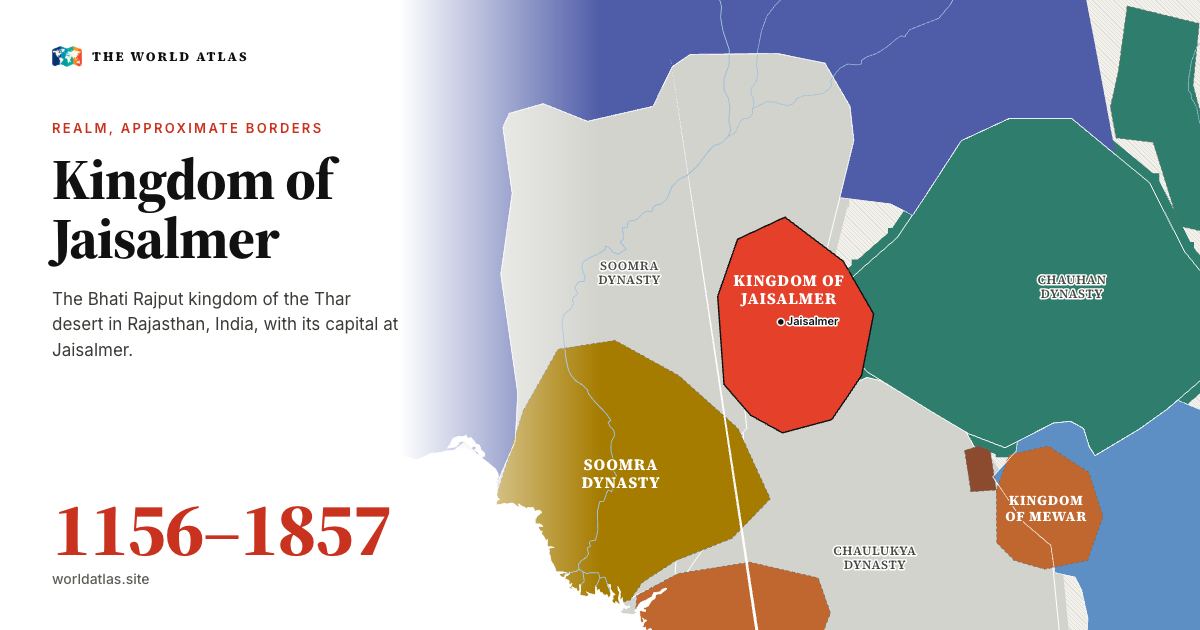 THE WORLD ATLAS
REALM, APPROXIMATE BORDERS
Kingdom of
Jaisalmer
The Bhati Rajput kingdom of the Thar
desert in Rajasthan, India, with its capital at
Jaisalmer.
1156–1857
worldatlas.site
SOOMRA
DYNASTY
KINGDOM OF
JAISALMER
Jaisalmer
CHAUHAN
DYNASTY
SOOMRA
DYNASTY
KINGDOM
OF MEWAR
CHAULUKYA
DYNASTY